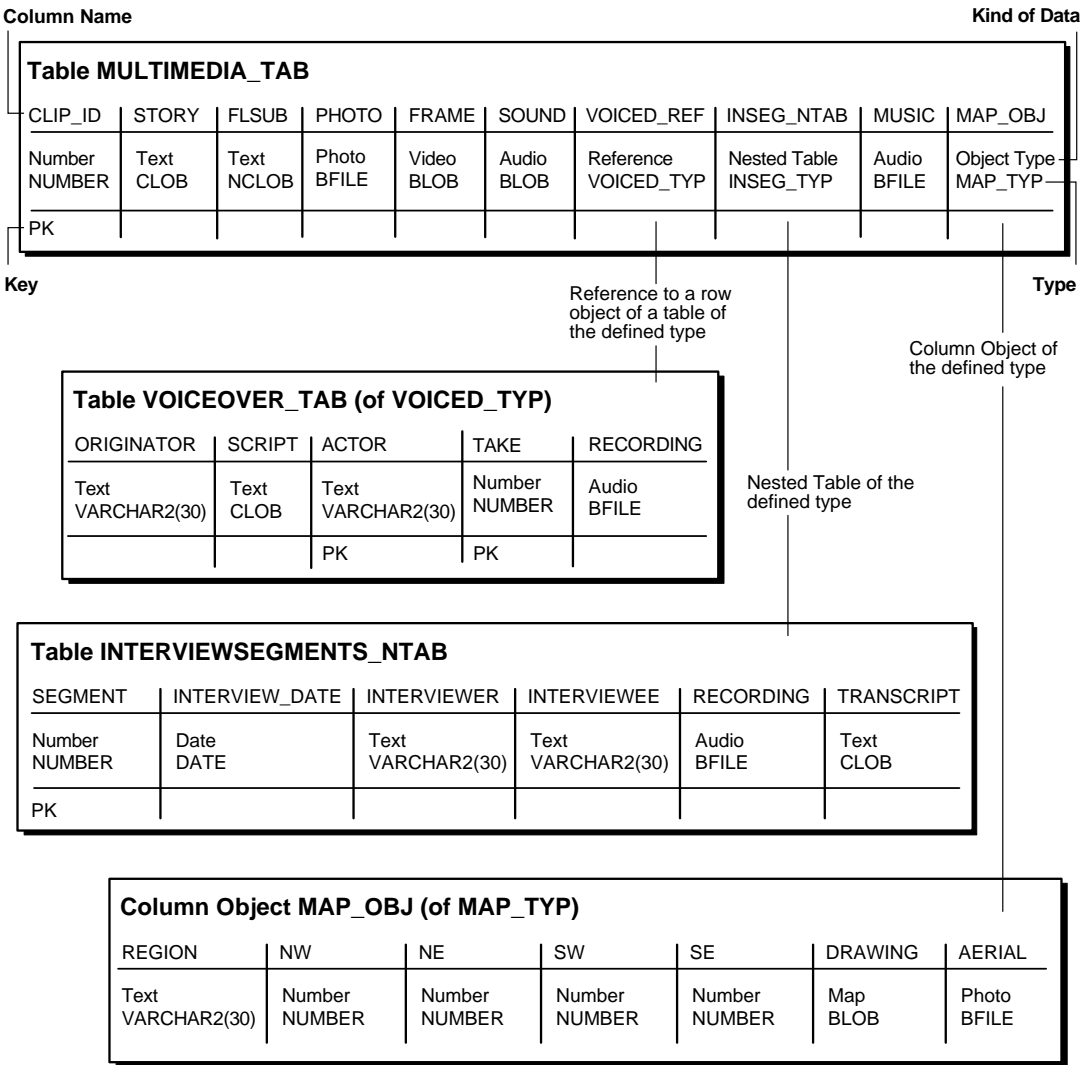 Column Name
Kind of Data
Table MULTIMEDIA_TAB
CLIP_ID STORY FLSUB PHOTO FRAME SOUND VOICED_REF INSEG_NTAB MUSIC MAP_OBJ
Number Text Text Photo Video Audio Reference Nested Table Audio Object Type
NUMBER CLOB NCLOB BFILE BLOB BLOB VOICED_TYP INSEG_TYP BFILE MAP_TYP
PK
Key
Type
Reference to a row
object of a table of
the defined type
Column Object of
the defined type
Table VOICEOVER_TAB (of VOICED_TYP)
ORIGINATOR SCRIPT ACTOR TAKE RECORDING
Text Text Text Number Audio
VARCHAR2(30) CLOB VARCHAR2(30) NUMBER BFILE
PK PK
Nested Table of the
defined type
Table INTERVIEWSEGMENTS_NTAB
SEGMENT INTERVIEW_DATE INTERVIEWER INTERVIEWEE RECORDING TRANSCRIPT
Number Date Text Text Audio Text
NUMBER DATE VARCHAR2(30) VARCHAR2(30) BFILE CLOB
PK
Column Object MAP_OBJ (of MAP_TYP)
REGION NW NE SW SE DRAWING AERIAL
Text Number Number Number Number Map Photo
VARCHAR2(30) NUMBER NUMBER NUMBER NUMBER BLOB BFILE